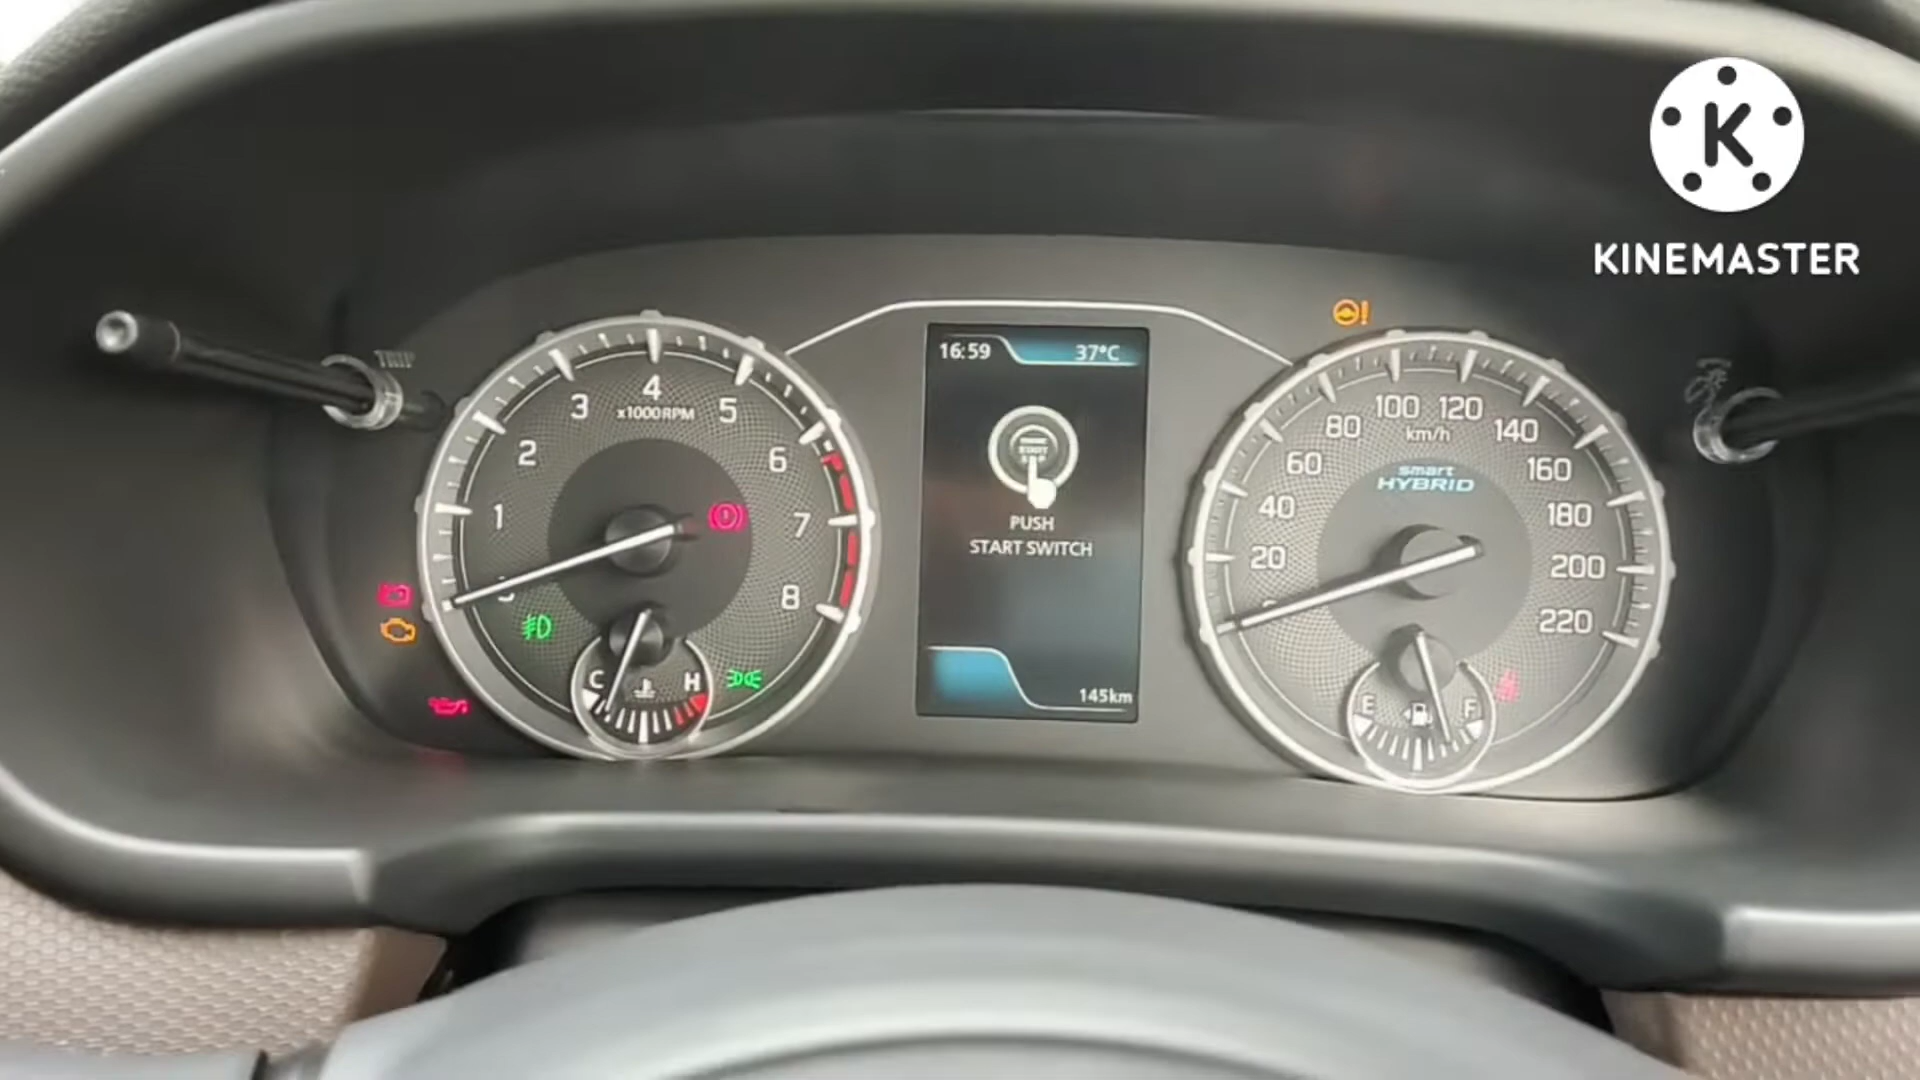 K
KINEMASTER
TRIP
16:59 37°C
PUSH
START SWITCH
145km
1 2 3 4 5 6 7 8
x1000RPM
C H
20 40 60 80 100 120 140 160 180 200 220
km/h
smart
HYBRID
E F